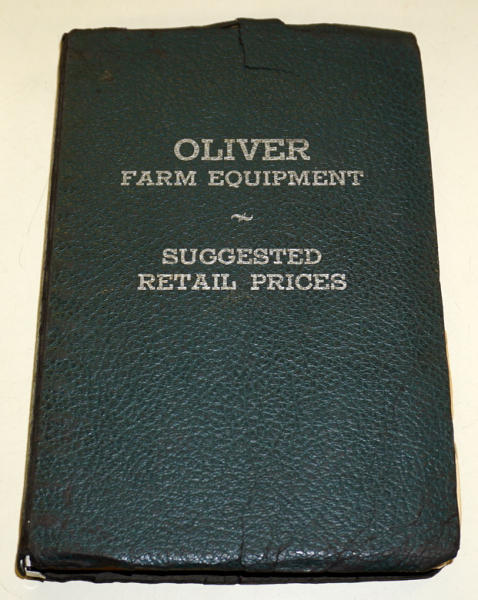 OLIVER
FARM EQUIPMENT
~
SUGGESTED
RETAIL PRICES